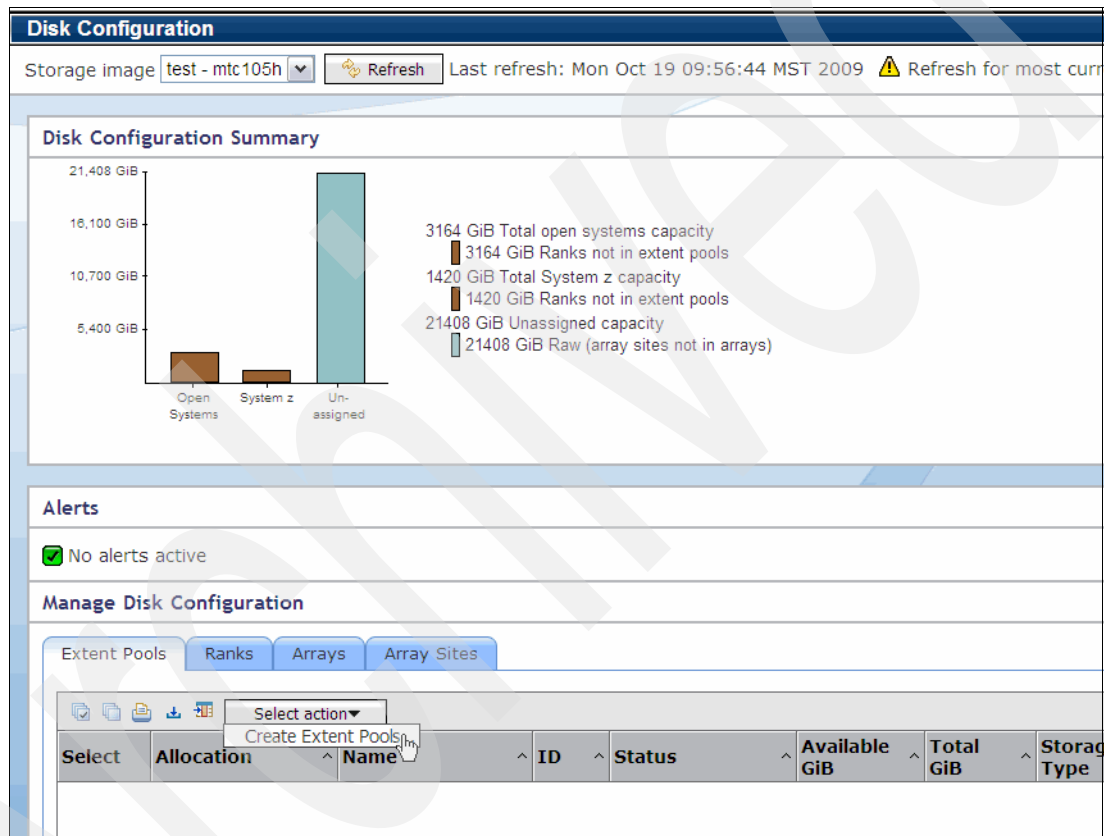 Disk Configuration
Storage image test - mtc105h Refresh Last refresh: Mon Oct 19 09:56:44 MST 2009 Refresh for most curr
Disk Configuration Summary
21,408 GiB
16,100 GiB
10,700 GiB
5,400 GiB
Open Systems
System z
Un-assigned
3164 GiB Total open systems capacity
3164 GiB Ranks not in extent pools
1420 GiB Total System z capacity
1420 GiB Ranks not in extent pools
21408 GiB Unassigned capacity
21408 GiB Raw (array sites not in arrays)
Alerts
No alerts active
Manage Disk Configuration
Extent Pools Ranks Arrays Array Sites
Select action
Create Extent Pools
Select Allocation Name ID Status Available GiB Total GiB Storag Type